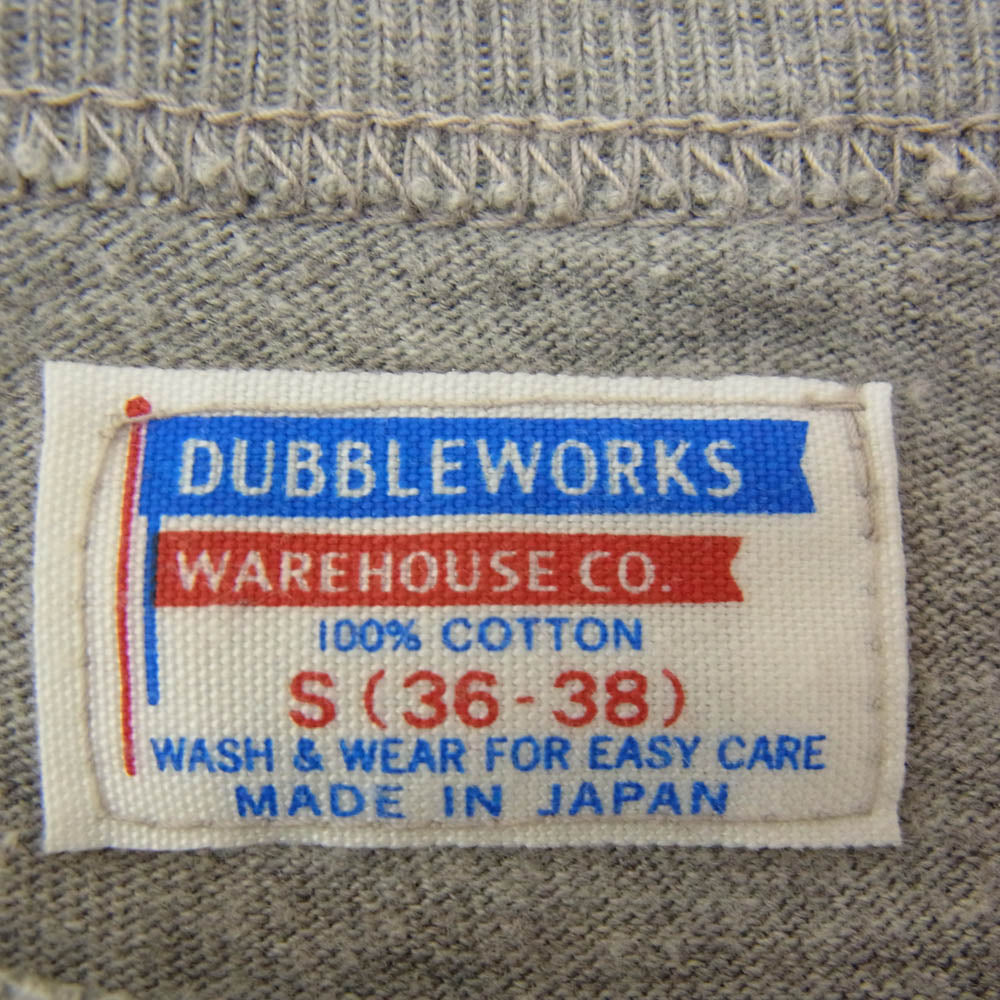 DUBBLEWORKS
WAREHOUSE CO.
100% COTTON
S (36-38)
WASH & WEAR FOR EASY CARE
MADE IN JAPAN